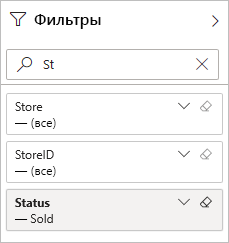 Фильтры
St
Store
— (все)
StoreID
— (все)
Status
— Sold